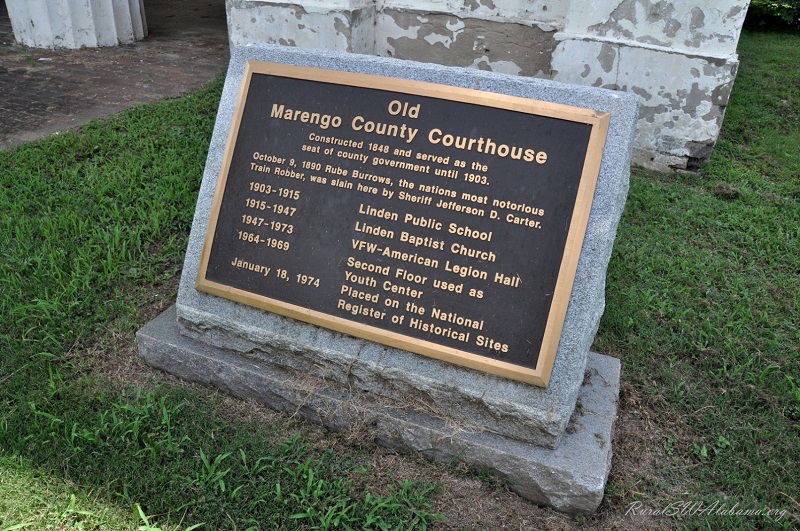 Old
Marengo County Courthouse
Constructed 1848 and served as the
seat of county government until 1903.
October 9, 1890 Rube Burrows, the nations most notorious
Train Robber, was slain here by Sheriff Jefferson D. Carter.
1903-1915 Linden Public School
1915-1947 Linden Baptist Church
1947-1973 VFW-American Legion Hall
1964-1969 Second Floor used as
Youth Center
January 18, 1974 Placed on the National
Register of Historical Sites
RuralSWAlabama.org